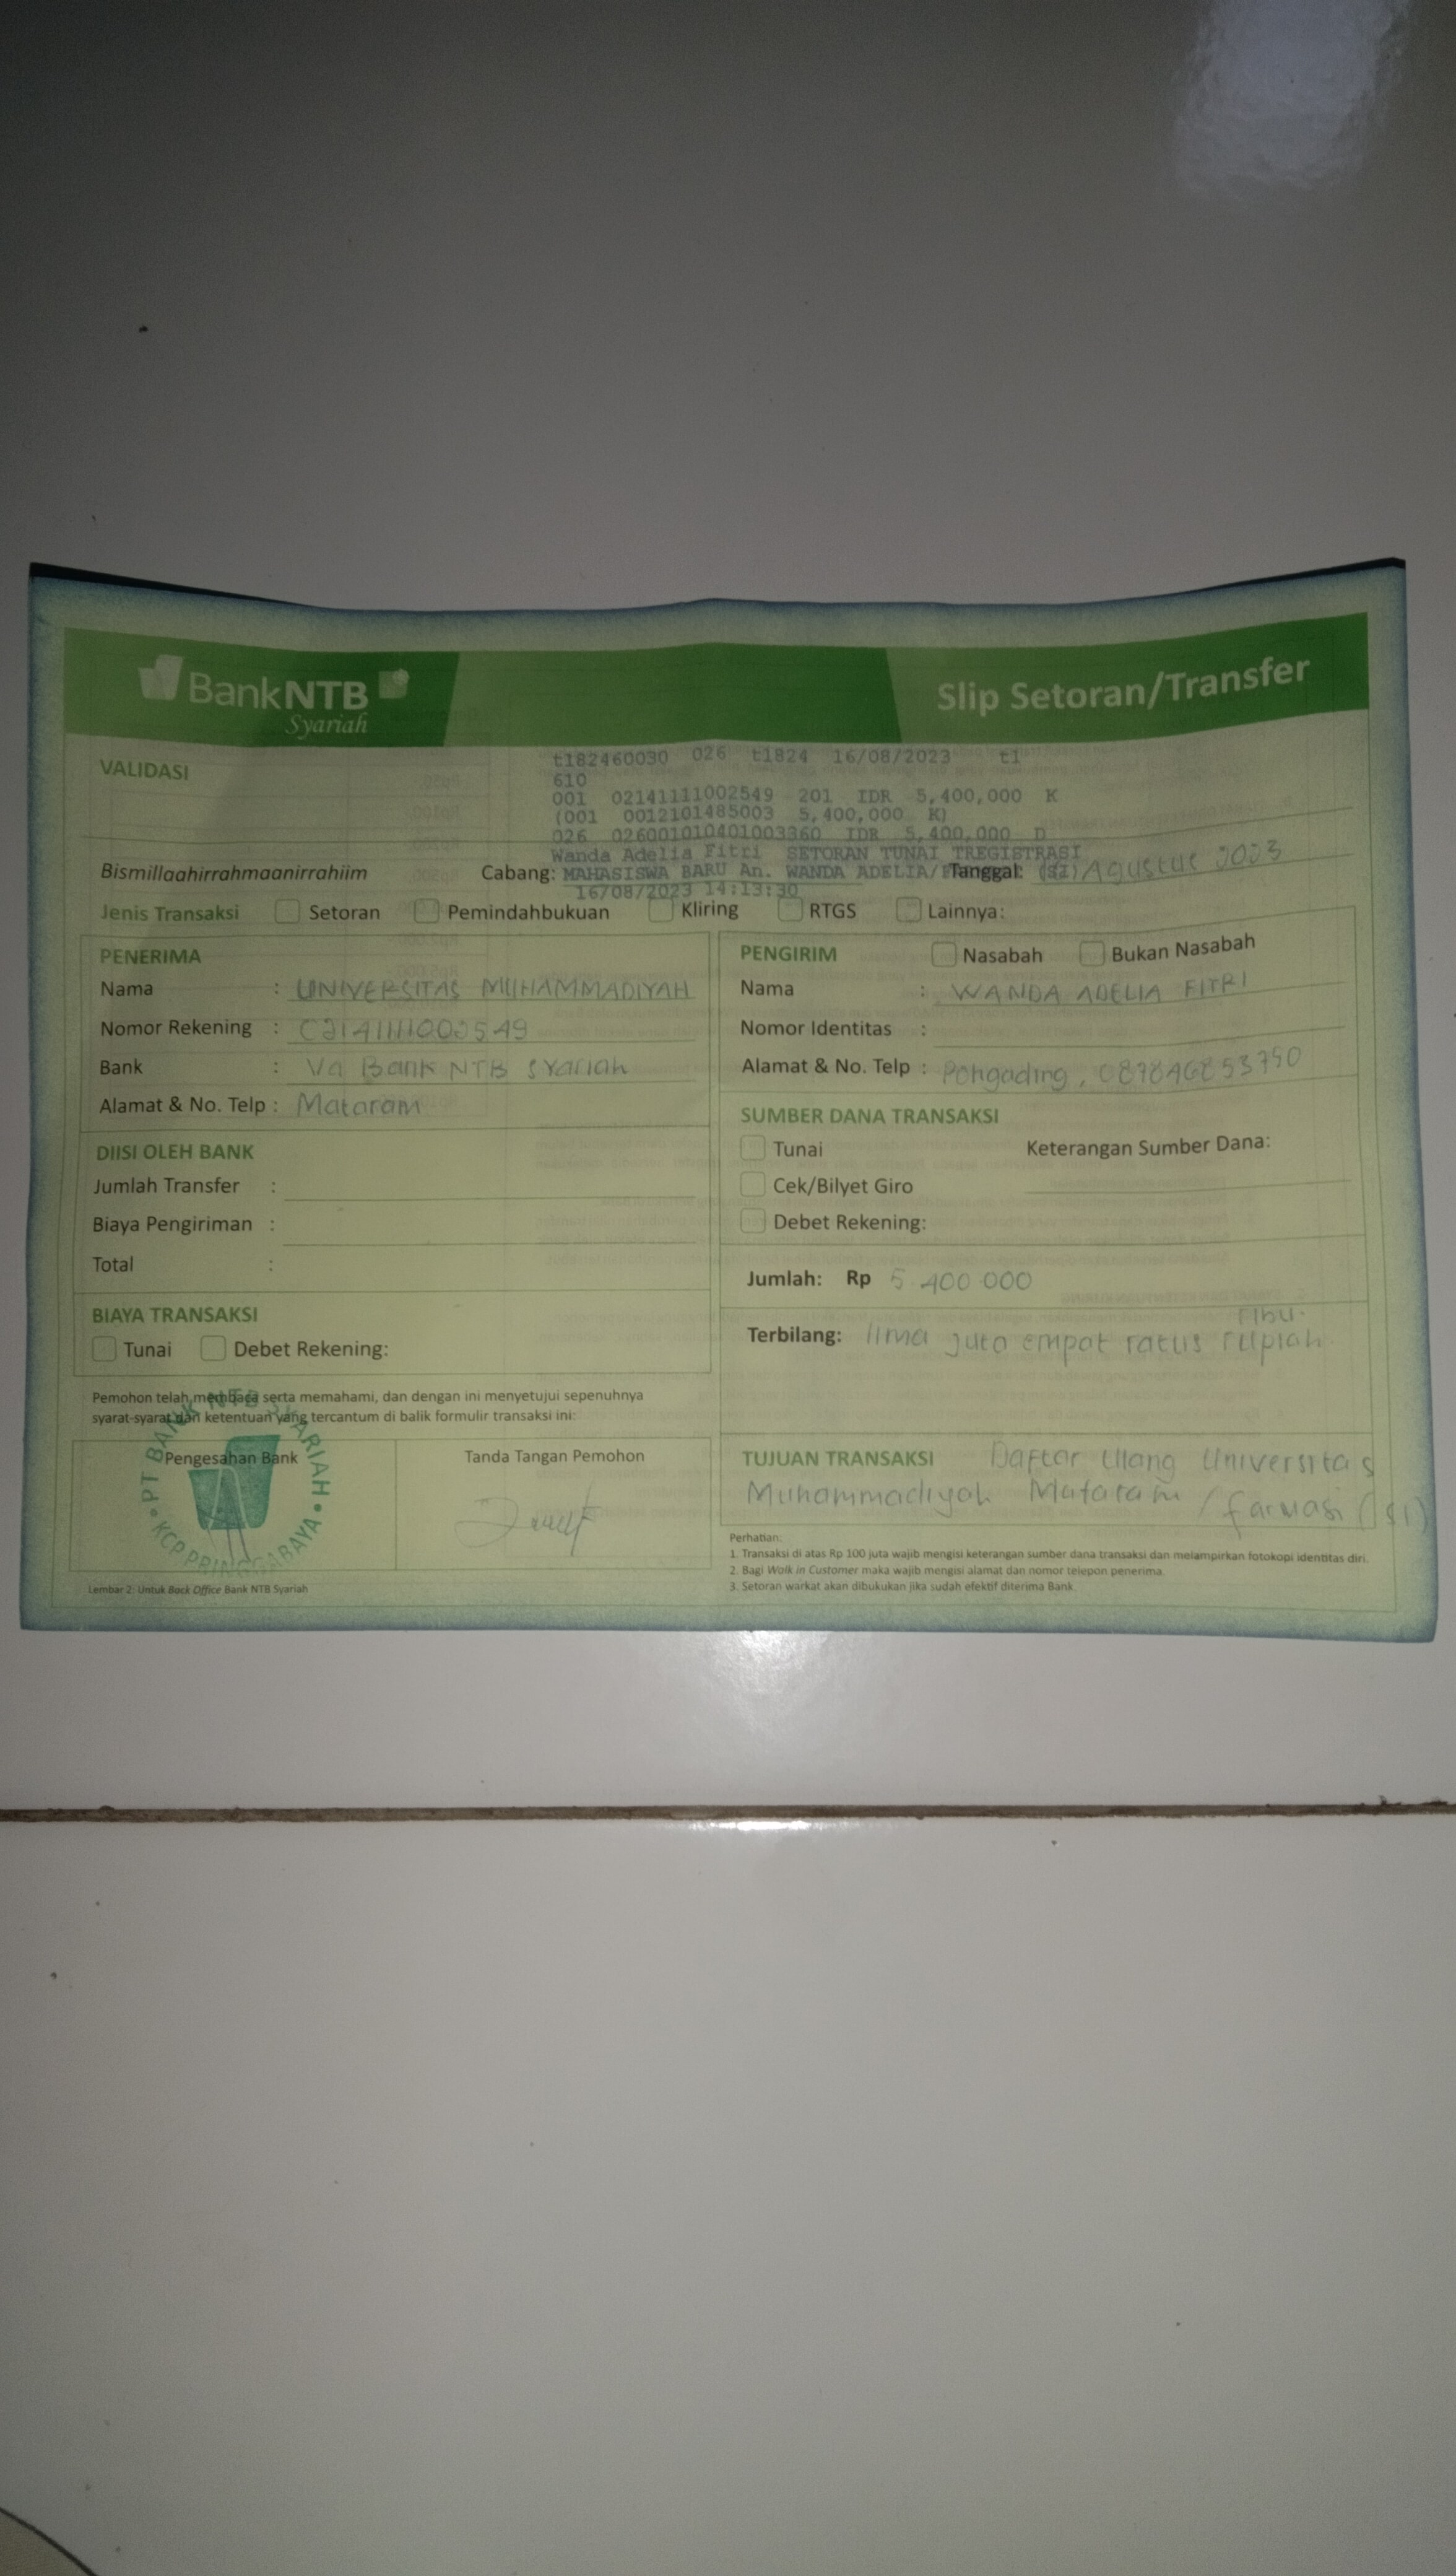 BankNTB
Syariah
Slip Setoran/Transfer
VALIDASI
t182460030 026 t1824 16/08/2023 t1
610
001 02141111002549 201 IDR 5,400,000 K
(001 0012101485003 5,400,000 K)
026 026001010401003360 IDR 5,400,000 D
Wanda Adelia Fitri SETORAN TUNAI TREGISTRASI
Bismillaahirrahmaanirrahiim Cabang: MAHASISWA BARU An. WANDA ADELIA/ Tanggal: Agustus 2023
16/08/2023 14:13:30
Jenis Transaksi Setoran Pemindahbukuan Kliring RTGS Lainnya:
PENERIMA
Nama : UNIVERSITAS MUHAMMADIYAH
Nomor Rekening : 02141111002549
Bank : Va Bank NTB SYariah
Alamat & No. Telp : Mataram
DIISI OLEH BANK
Jumlah Transfer :
Biaya Pengiriman :
Total :
BIAYA TRANSAKSI
Tunai Debet Rekening:
Pemohon telah membaca serta memahami, dan dengan ini menyetujui sepenuhnya
syarat-syarat dan ketentuan yang tercantum di balik formulir transaksi ini:
Pengesahan Bank
Tanda Tangan Pemohon
PT BANK NTB SYARIAH • KCP PRINGGABAYA •
Lembar 2: Untuk Back Office Bank NTB Syariah
PENGIRIM Nasabah Bukan Nasabah
Nama : WANDA ADELIA FITRI
Nomor Identitas :
Alamat & No. Telp : Pohgading,
SUMBER DANA TRANSAKSI
Tunai Keterangan Sumber Dana:
Cek/Bilyet Giro
Debet Rekening:
Jumlah: Rp 5 400 000
ribu.
Terbilang: lima juta empat ratus rupiah
TUJUAN TRANSAKSI Daftar Ulang Universitas
Muhammadiyah Mataram / farmasi (S1)
Perhatian:
1. Transaksi di atas Rp 100 juta wajib mengisi keterangan sumber dana transaksi dan melampirkan fotokopi identitas diri.
2. Bagi Walk in Customer maka wajib mengisi alamat dan nomor telepon penerima.
3. Setoran warkat akan dibukukan jika sudah efektif diterima Bank.